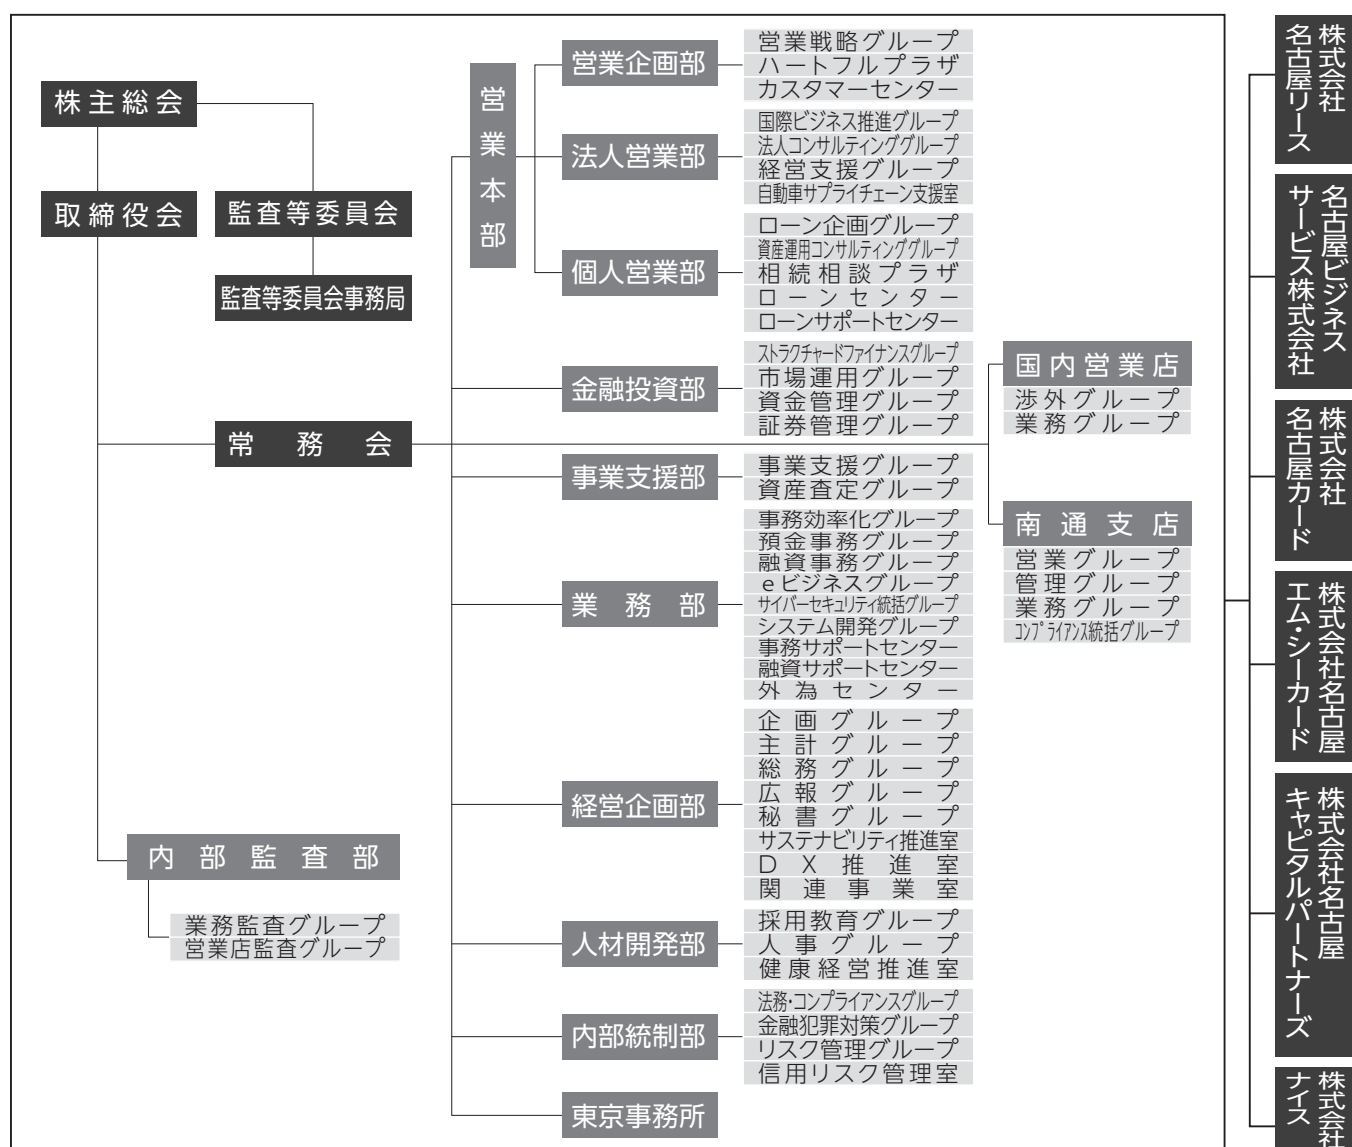 株主総会
取締役会
監査等委員会
監査等委員会事務局
常務会
内部監査部
業務監査グループ
営業店監査グループ
営業本部
営業企画部
営業戦略グループ
ハートフルプラザ
カスタマーセンター
法人営業部
国際ビジネス推進グループ
法人コンサルティンググループ
経営支援グループ
自動車サプライチェーン支援室
個人営業部
ローン企画グループ
資産運用コンサルティンググループ
相続相談プラザ
ローンセンター
ローンサポートセンター
金融投資部
ストラクチャードファイナンスグループ
市場運用グループ
資金管理グループ
証券管理グループ
事業支援部
事業支援グループ
資産査定グループ
業務部
事務効率化グループ
預金事務グループ
融資事務グループ
eビジネスグループ
サイバーセキュリティ統括グループ
システム開発グループ
事務サポートセンター
融資サポートセンター
外為センター
経営企画部
企画グループ
主計グループ
総務グループ
広報グループ
秘書グループ
サステナビリティ推進室
DX推進室
関連事業室
人材開発部
採用教育グループ
人事グループ
健康経営推進室
内部統制部
法務・コンプライアンスグループ
金融犯罪対策グループ
リスク管理グループ
信用リスク管理室
東京事務所
国内営業店
渉外グループ
業務グループ
南通支店
営業グループ
管理グループ
業務グループ
コンプライアンス統括グループ
株式会社
名古屋リース
名古屋ビジネス
サービス株式会社
株式会社
名古屋カード
株式会社名古屋
エム・シーカード
株式会社名古屋
キャピタルパートナーズ
株式会社
ナイス